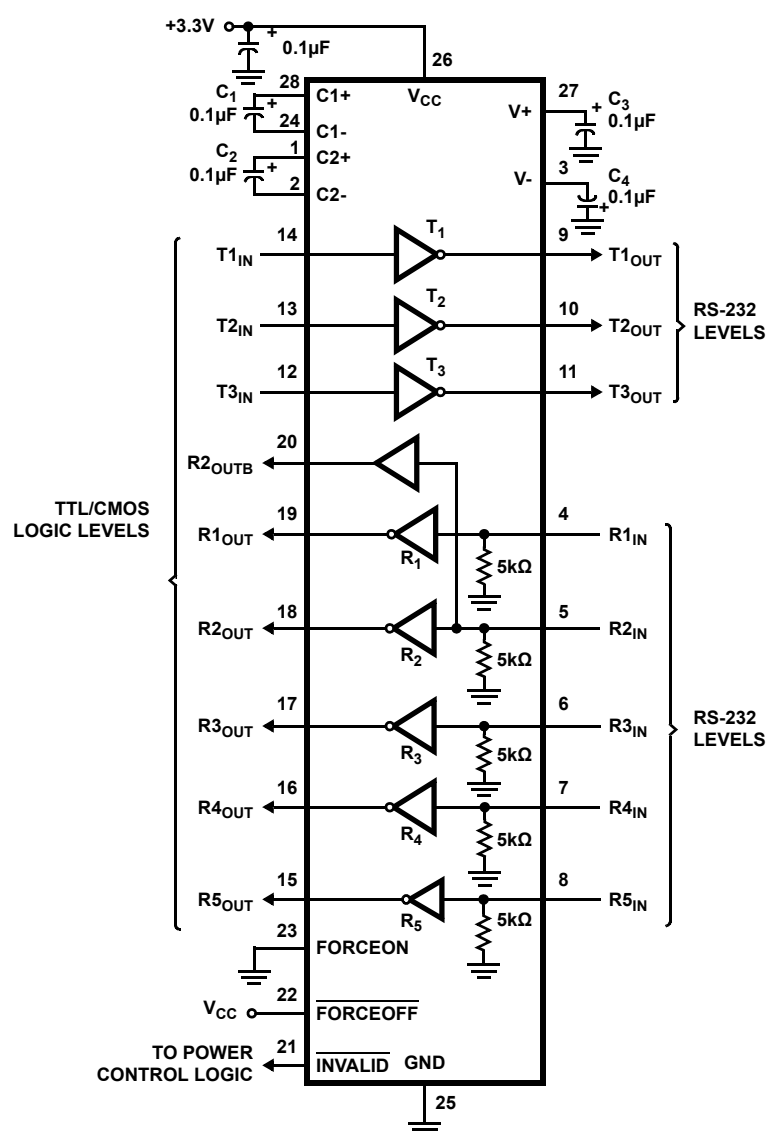 +3.3V
+
0.1µF
26
28
C1
0.1µF
+
24
C1+
C1-
VCC
V+
27
+
C3
0.1µF
1
C2
0.1µF
+
2
C2+
C2-
V-
3
C4
0.1µF
+
T1IN
14
T1
9
T1OUT
T2IN
13
T2
10
T2OUT
T3IN
12
T3
11
T3OUT
RS-232
LEVELS
R2OUTB
20
TTL/CMOS
LOGIC LEVELS
R1OUT
19
R1
5kΩ
4
R1IN
R2OUT
18
R2
5kΩ
5
R2IN
R3OUT
17
R3
5kΩ
6
R3IN
RS-232
LEVELS
R4OUT
16
R4
5kΩ
7
R4IN
R5OUT
15
R5
5kΩ
8
R5IN
23
FORCEON
VCC
22
FORCEOFF
TO POWER
CONTROL LOGIC
21
INVALID
GND
25